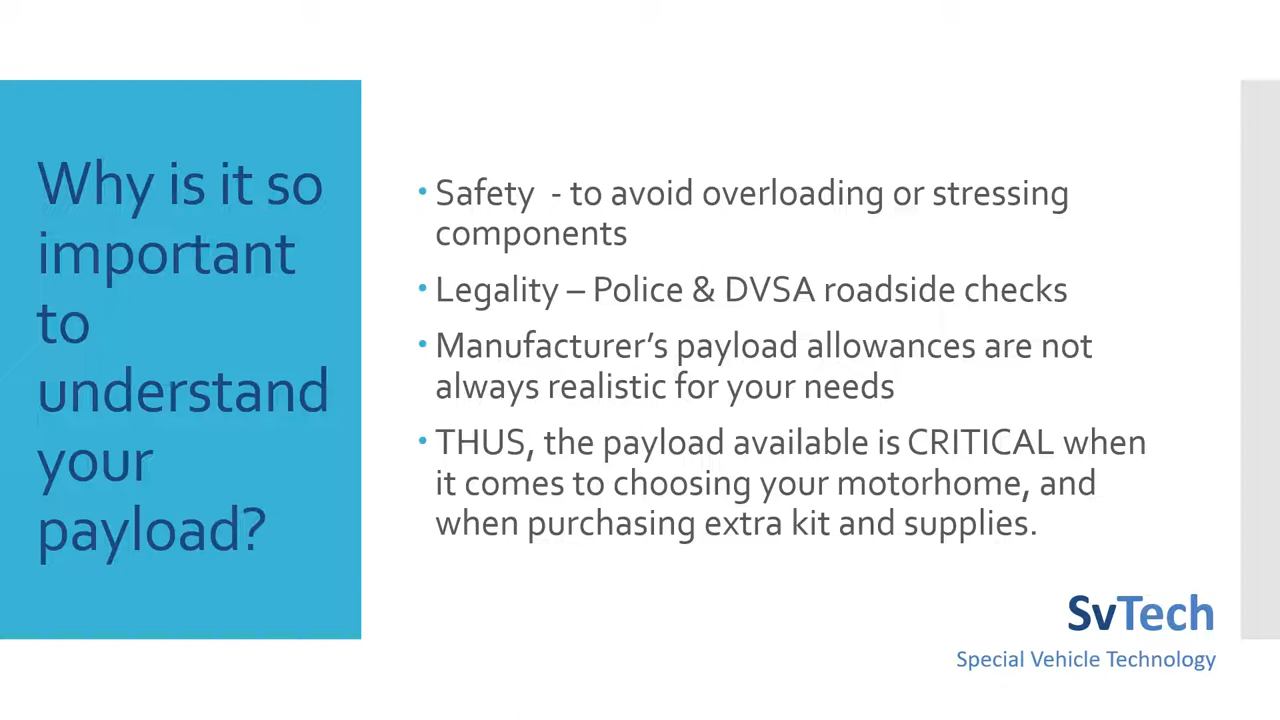 Why is it so
important
to
understand
your
payload?
• Safety  - to avoid overloading or stressing
components
• Legality – Police & DVSA roadside checks
• Manufacturer’s payload allowances are not
always realistic for your needs
• THUS, the payload available is CRITICAL when
it comes to choosing your motorhome, and
when purchasing extra kit and supplies.
SvTech
Special Vehicle Technology